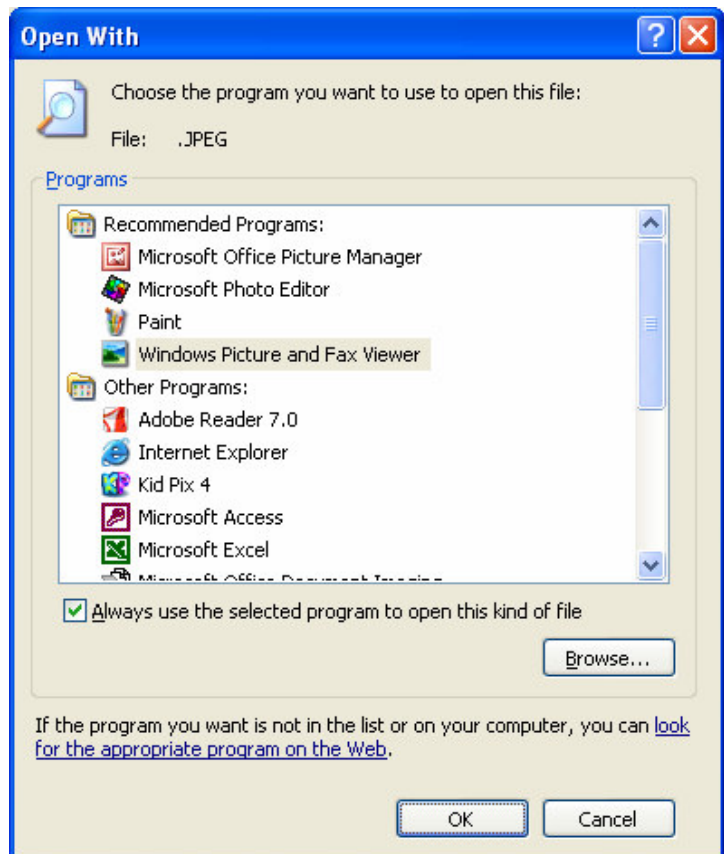 Open With
?
Choose the program you want to use to open this file:
File: .JPEG
Programs
Recommended Programs:
Microsoft Office Picture Manager
Microsoft Photo Editor
Paint
Windows Picture and Fax Viewer
Other Programs:
Adobe Reader 7.0
Internet Explorer
Kid Pix 4
Microsoft Access
Microsoft Excel
Microsoft Office Document Imaging
Always use the selected program to open this kind of file
Browse...
If the program you want is not in the list or on your computer, you can look
for the appropriate program on the Web.
OK Cancel